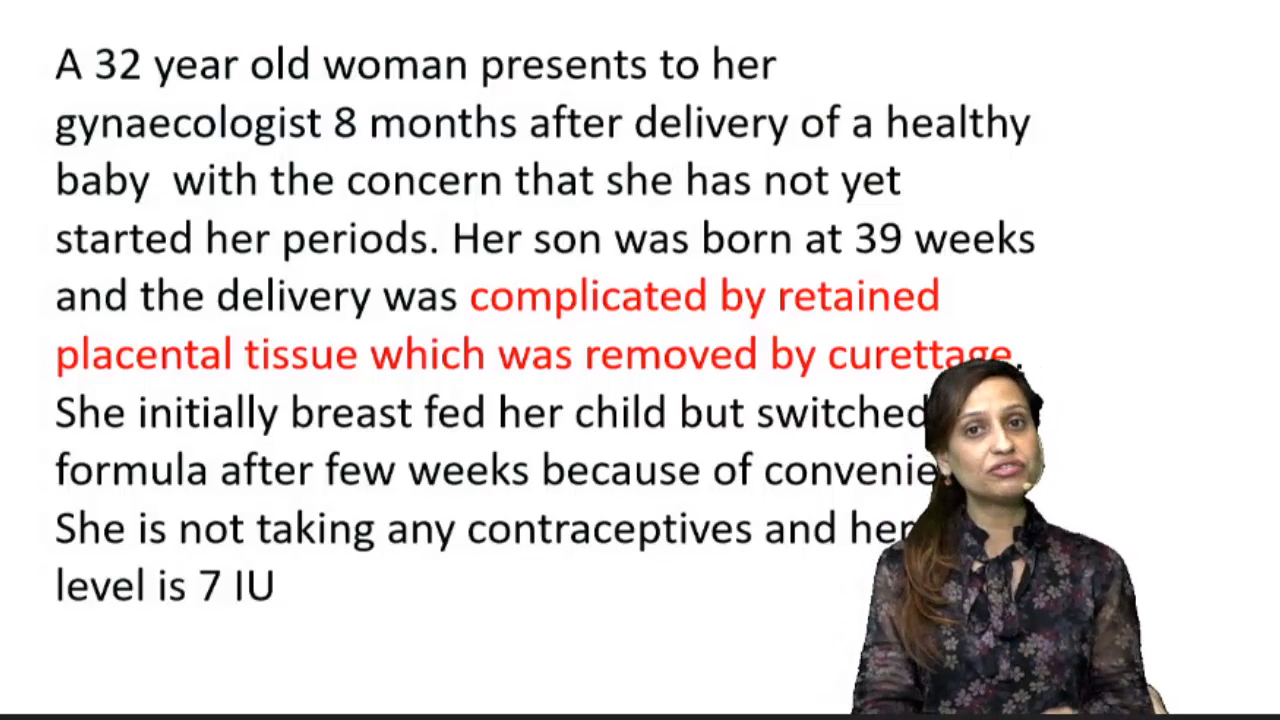 A 32 year old woman presents to her
gynaecologist 8 months after delivery of a healthy
baby with the concern that she has not yet
started her periods. Her son was born at 39 weeks
and the delivery was complicated by retained
placental tissue which was removed by curettage.
She initially breast fed her child but switched
formula after few weeks because of
She is not taking any contraceptives and her
level is 7 IU